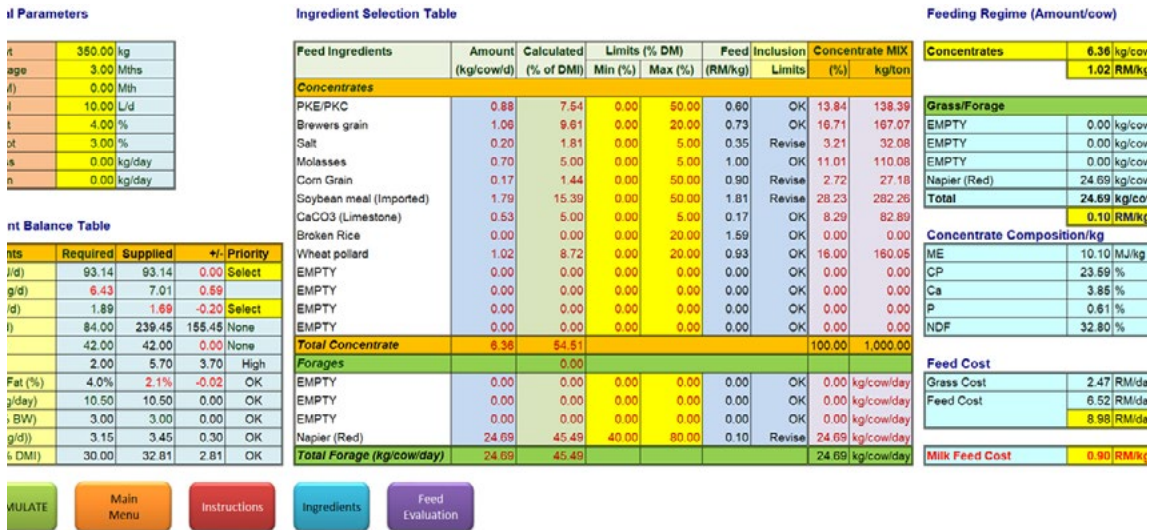 al Parameters
Ingredient Selection Table
Feeding Regime (Amount/cow)
350.00 kg
age 3.00 Mths
0.00 Mth
10.00 L/d
4.00 %
3.00 %
0.00 kg/day
0.00 kg/day
Feed Ingredients Amount Calculated Limits (% DM) Feed Inclusion Concentrate MIX
(kg/cow/d) (% of DMI) Min (%) Max (%) (RM/kg) Limits (%) kg/ton
Concentrates
PKE/PKC 0.88 7.54 0.00 50.00 0.60 OK 13.84 138.39
Brewers grain 1.06 9.61 0.00 20.00 0.73 OK 16.71 167.07
Salt 0.20 1.81 0.00 5.00 0.35 Revise 3.21 32.08
Molasses 0.70 5.00 0.00 5.00 1.00 OK 11.01 110.08
Corn Grain 0.17 1.44 0.00 50.00 0.90 Revise 2.72 27.18
Soybean meal (Imported) 1.79 15.39 0.00 50.00 1.81 Revise 28.23 282.26
CaCO3 (Limestone) 0.53 5.00 0.00 5.00 0.17 OK 8.29 82.89
Broken Rice 0.00 0.00 0.00 20.00 1.59 OK 0.00 0.00
Wheat pollard 1.02 8.72 0.00 20.00 0.93 OK 16.00 160.05
EMPTY 0.00 0.00 0.00 0.00 0.00 OK 0.00 0.00
EMPTY 0.00 0.00 0.00 0.00 0.00 OK 0.00 0.00
EMPTY 0.00 0.00 0.00 0.00 0.00 OK 0.00 0.00
EMPTY 0.00 0.00 0.00 0.00 0.00 OK 0.00 0.00
Total Concentrate 6.36 54.51 100.00 1,000.00
Forages 0.00
EMPTY 0.00 0.00 0.00 0.00 0.00 OK 0.00 kg/cow/day
EMPTY 0.00 0.00 0.00 0.00 0.00 OK 0.00 kg/cow/day
EMPTY 0.00 0.00 0.00 0.00 0.00 OK 0.00 kg/cow/day
Napier (Red) 24.69 45.49 40.00 80.00 0.10 Revise 24.69 kg/cow/day
Total Forage (kg/cow/day) 24.69 45.49 24.69 kg/cow/day
nt Balance Table
nts Required Supplied +/- Priority
J/d) 93.14 93.14 0.00 Select
g/d) 6.43 7.01 0.59
/d) 1.89 1.69 -0.20 Select
84.00 239.45 155.45 None
42.00 42.00 0.00 None
2.00 5.70 3.70 High
Fat (%) 4.0% 2.1% -0.02 OK
g/day) 10.50 10.50 0.00 OK
BW) 3.00 3.00 0.00 OK
g/d)) 3.15 3.45 0.30 OK
% DMI) 30.00 32.81 2.81 OK
Concentrates 6.36 kg/cow
1.02 RM/kg
Grass/Forage
EMPTY 0.00 kg/cow
EMPTY 0.00 kg/cow
EMPTY 0.00 kg/cow
Napier (Red) 24.69 kg/cow
Total 24.69 kg/cow
0.10 RM/kg
Concentrate Composition/kg
ME 10.10 MJ/kg
CP 23.59 %
Ca 3.85 %
P 0.61 %
NDF 32.80 %
Feed Cost
Grass Cost 2.47 RM/da
Feed Cost 6.52 RM/da
8.98 RM/da
Milk Feed Cost 0.90 RM/kg
MULATE
Main
Menu
Instructions
Ingredients
Feed
Evaluation